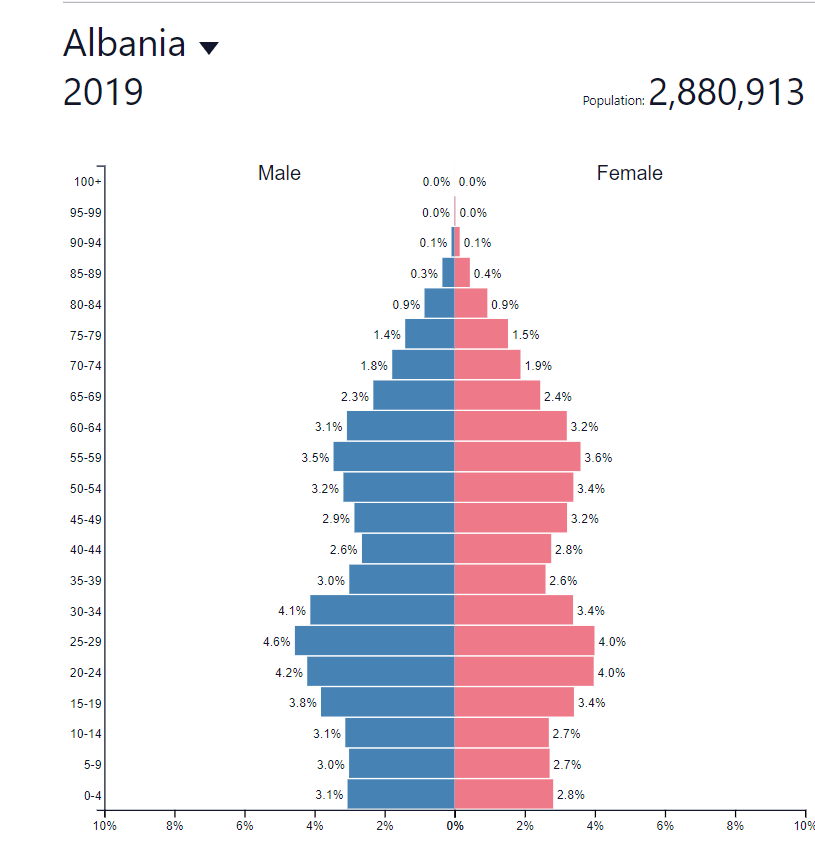 Albania
2019
Population: 2,880,913
Male Female
100+ 0.0% 0.0%
95-99 0.0% 0.0%
90-94 0.1% 0.1%
85-89 0.3% 0.4%
80-84 0.9% 0.9%
75-79 1.4% 1.5%
70-74 1.8% 1.9%
65-69 2.3% 2.4%
60-64 3.1% 3.2%
55-59 3.5% 3.6%
50-54 3.2% 3.4%
45-49 2.9% 3.2%
40-44 2.6% 2.8%
35-39 3.0% 2.6%
30-34 4.1% 3.4%
25-29 4.6% 4.0%
20-24 4.2% 4.0%
15-19 3.8% 3.4%
10-14 3.1% 2.7%
5-9 3.0% 2.7%
0-4 3.1% 2.8%
10% 8% 6% 4% 2% 0% 2% 4% 6% 8% 10%